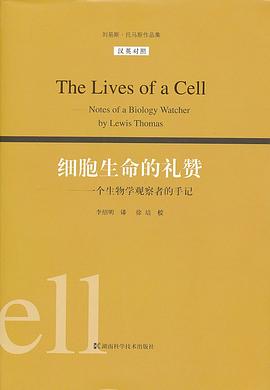 刘易斯·托马斯作品集
汉英对照
The Lives of a Cell
——Notes of a Biology Watcher
by Lewis Thomas
细胞生命的礼赞
——一个生物学观察者的手记
李绍明 译 徐培 校
ell
湖南科学技术出版社